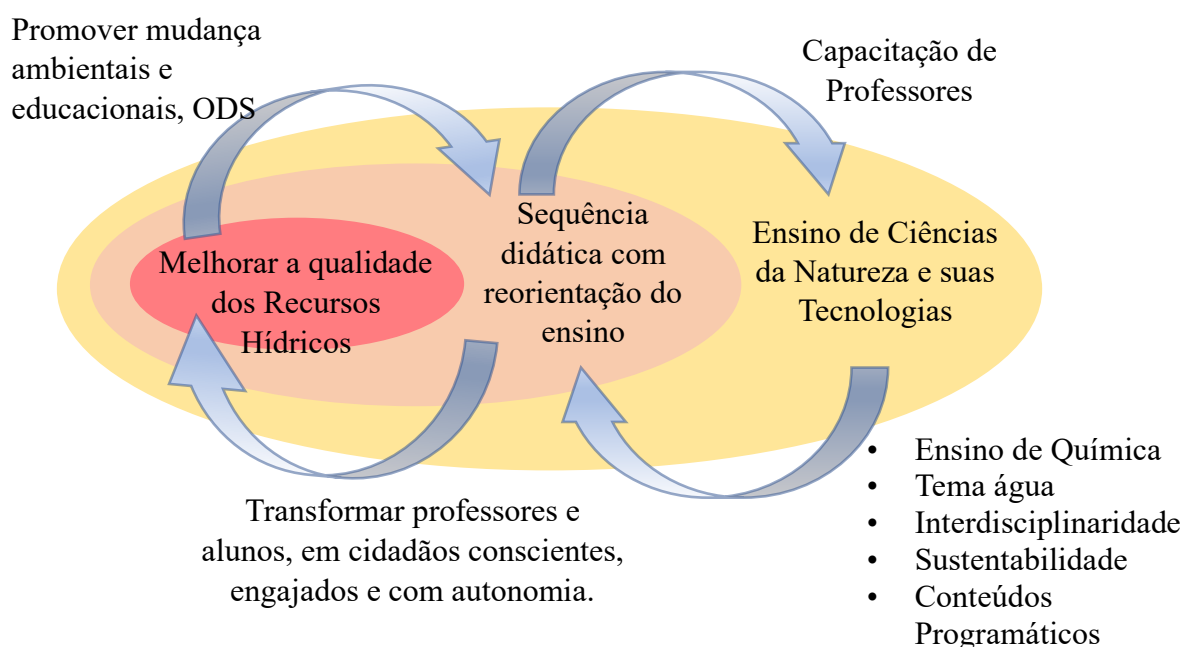 Promover mudança
ambientais e
educacionais, ODS
Capacitação de
Professores
Melhorar a qualidade
dos Recursos
Hídricos
Sequência
didática com
reorientação do
ensino
Ensino de Ciências
da Natureza e suas
Tecnologias
Transformar professores e
alunos, em cidadãos conscientes,
engajados e com autonomia.
• Ensino de Química
• Tema água
• Interdisciplinaridade
• Sustentabilidade
• Conteúdos
Programáticos